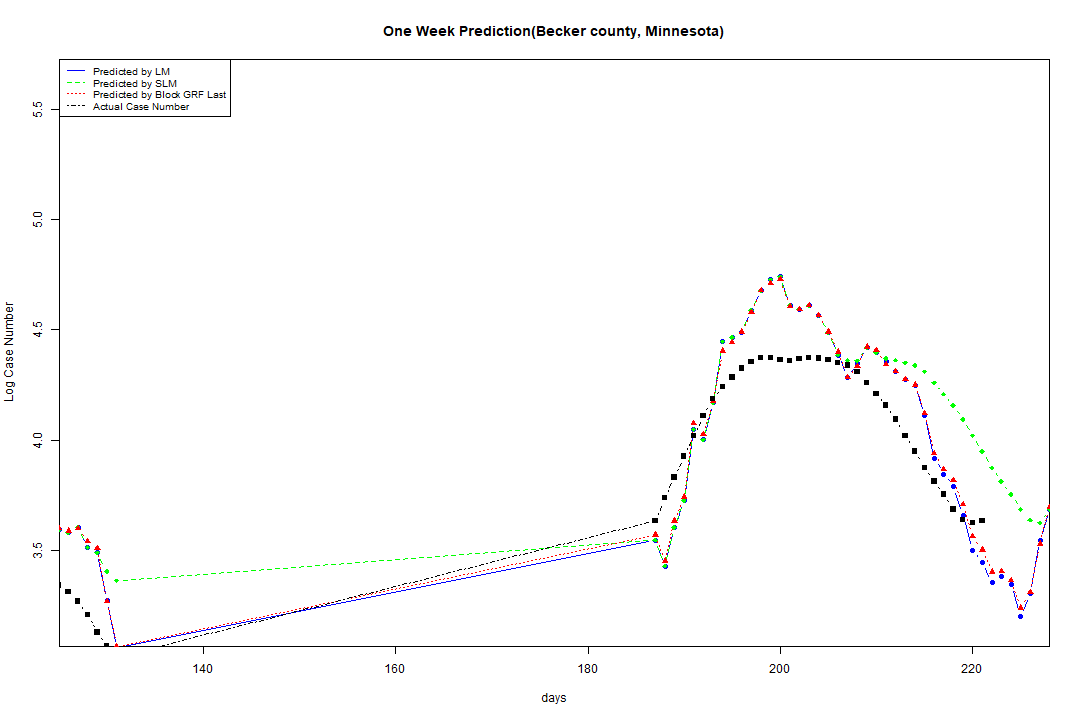 One Week Prediction(Becker county, Minnesota)
Predicted by LM
Predicted by SLM
Predicted by Block GRF Last
Actual Case Number
5.5
5.0
4.5
4.0
3.5
Log Case Number
140 160 180 200 220
days